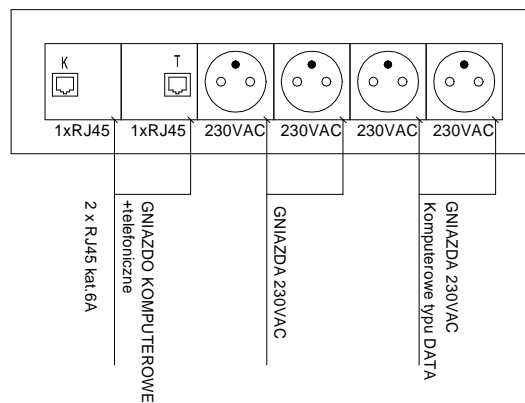 K
T
1xRJ45
1xRJ45
230VAC
230VAC
230VAC
230VAC
2 x RJ45 kat.6A
GNIAZDO KOMPUTEROWE
+telefoniczne
GNIAZDA 230VAC
GNIAZDA 230VAC
Komputerowe typu DATA